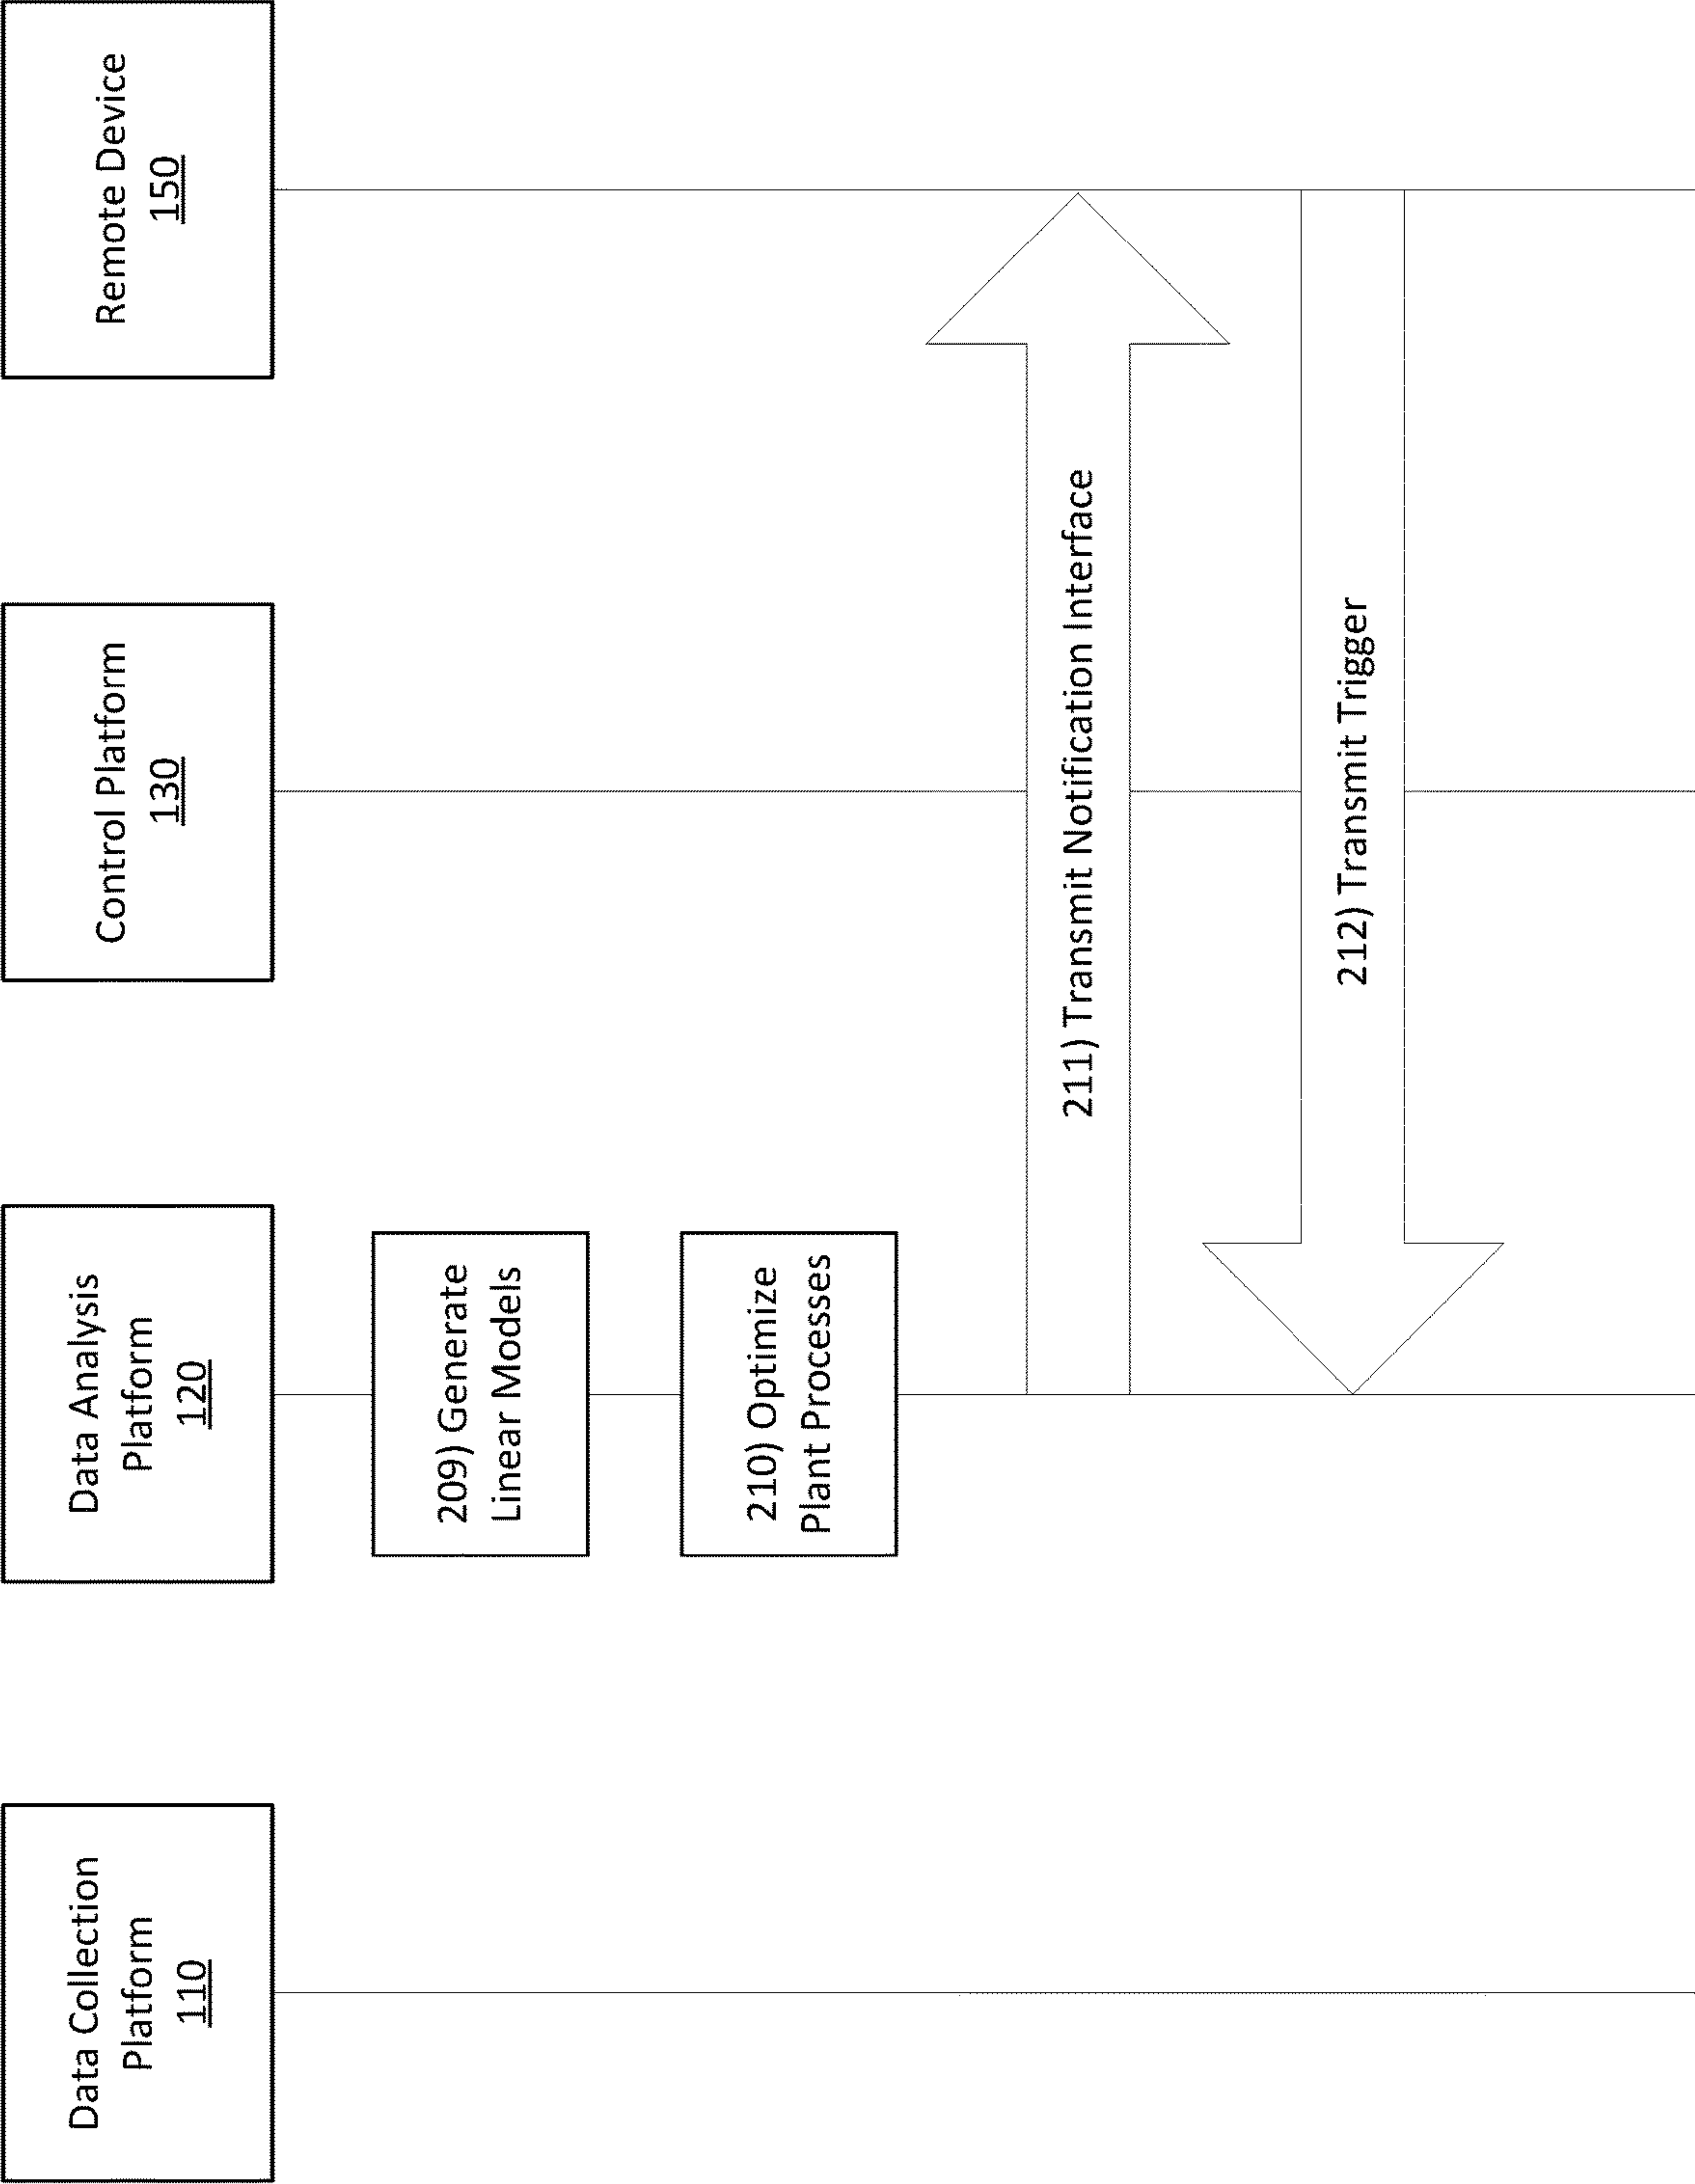 Data Collection
Platform
110
Data Analysis
Platform
120
Control Platform
130
Remote Device
150
209) Generate
Linear Models
210) Optimize
Plant Processes
211) Transmit Notification Interface
212) Transmit Trigger